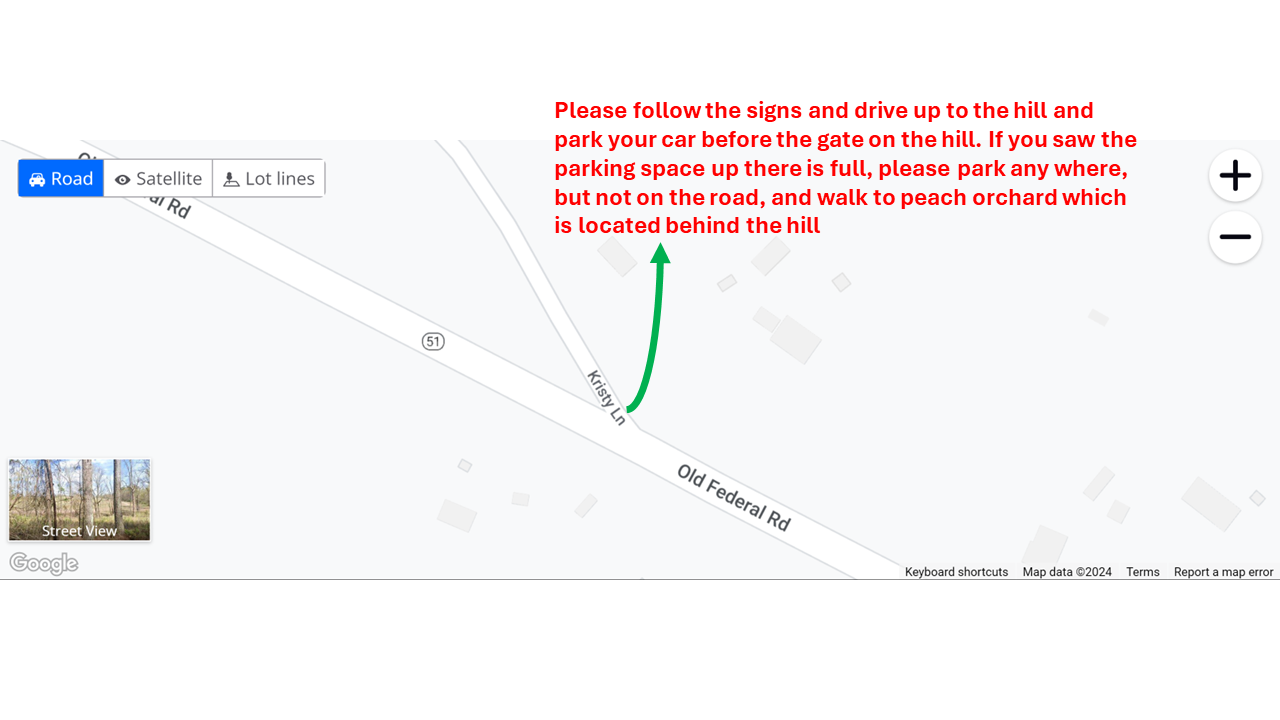 Please follow the signs and drive up to the hill and
park your car before the gate on the hill. If you saw the
parking space up there is full, please park any where,
but not on the road, and walk to peach orchard which
is located behind the hill
Road
Satellite
Lot lines
Rd
51
Kristy Ln
Old Federal Rd
Street View
Google
Keyboard shortcuts
Map data ©2024
Terms
Report a map error